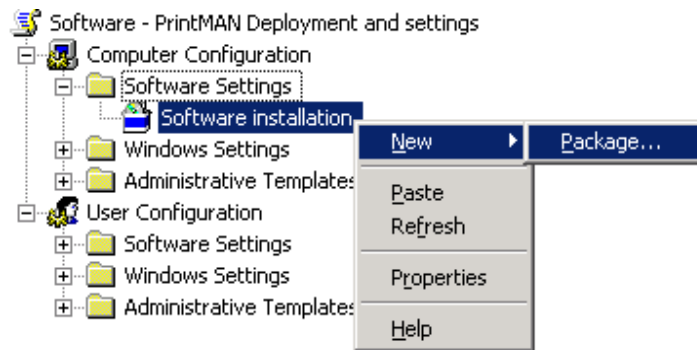 Software - PrintMAN Deployment and settings
Computer Configuration
Software Settings
Software installation
Windows Settings
Administrative Templates
User Configuration
Software Settings
Windows Settings
Administrative Templates
New
Paste
Refresh
Properties
Help
Package...